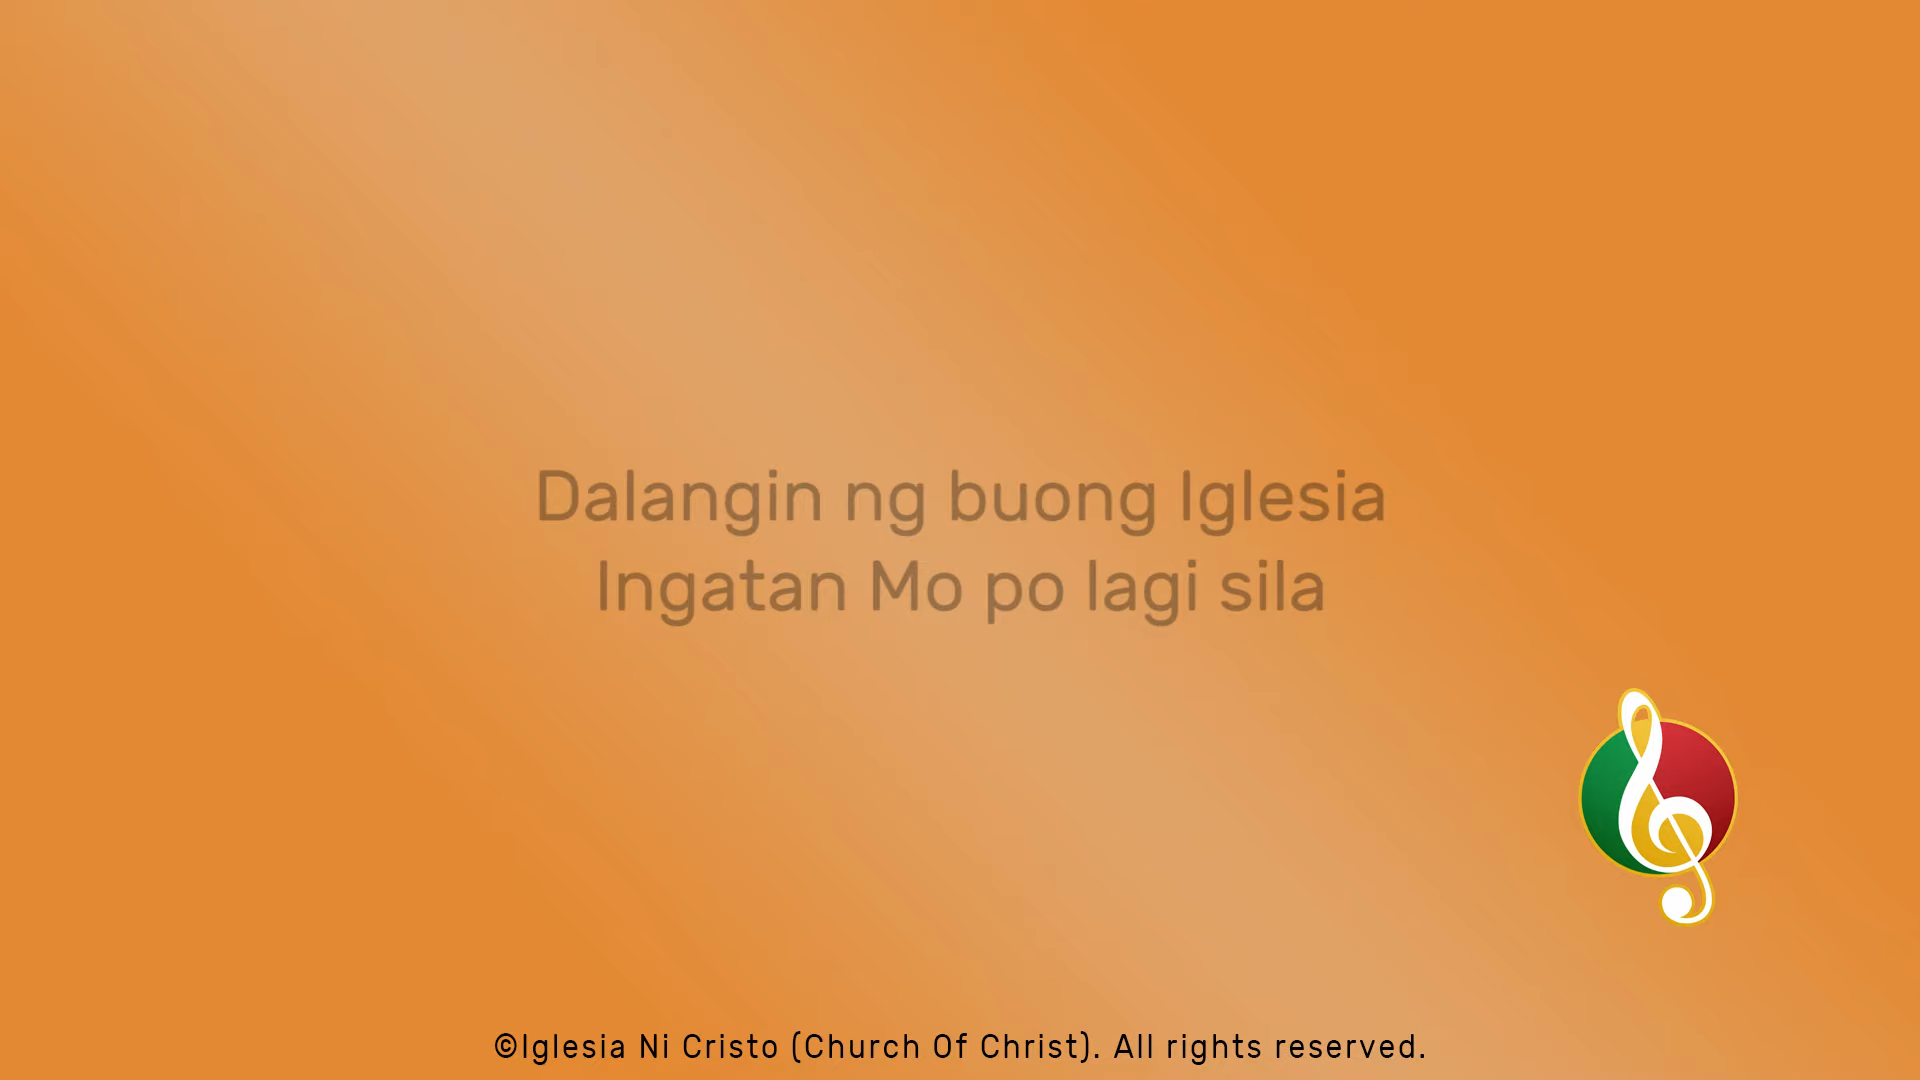 Dalangin ng buong Iglesia
Ingatan Mo po lagi sila
©Iglesia Ni Cristo (Church Of Christ). All rights reserved.